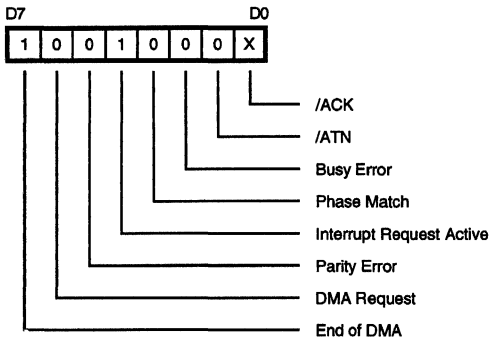 D7 D0
1 0 0 1 0 0 0 X
/ACK
/ATN
Busy Error
Phase Match
Interrupt Request Active
Parity Error
DMA Request
End of DMA